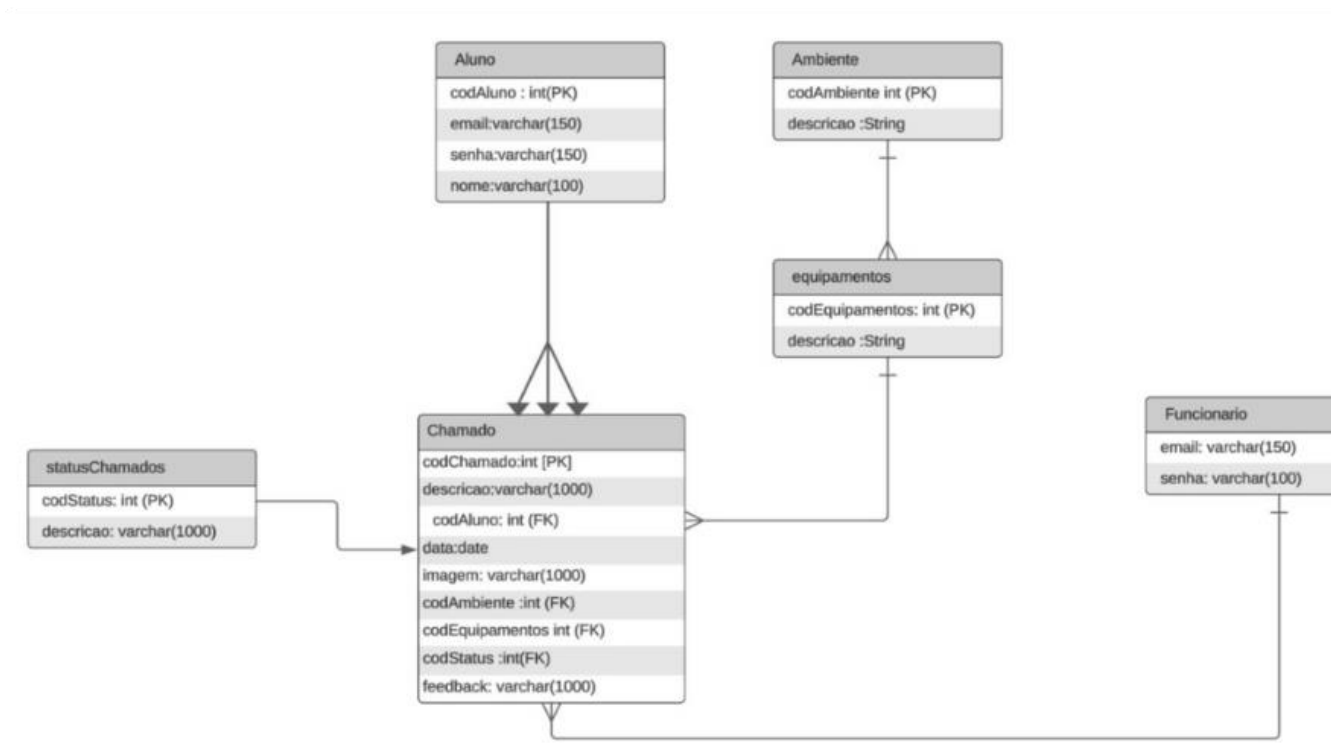 Aluno
codAluno : int(PK)
email:varchar(150)
senha:varchar(150)
nome:varchar(100)
Ambiente
codAmbiente int (PK)
descricao :String
equipamentos
codEquipamentos: int (PK)
descricao :String
Funcionario
email: varchar(150)
senha: varchar(100)
statusChamados
codStatus: int (PK)
descricao: varchar(1000)
Chamado
codChamado:int [PK]
descricao:varchar(1000)
codAluno: int (FK)
data:date
imagem: varchar(1000)
codAmbiente :int (FK)
codEquipamentos int (FK)
codStatus :int(FK)
feedback: varchar(1000)